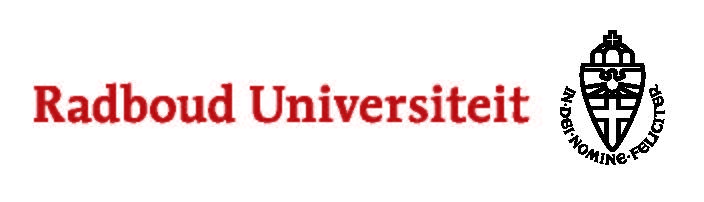 Radboud Universiteit
IN·DEI·NOMINE·FELICITER